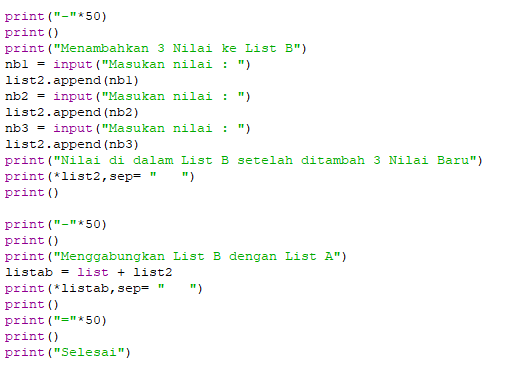 print("-"*50)
print()
print("Menambahkan 3 Nilai ke List B")
nb1 = input("Masukan nilai : ")
list2.append(nb1)
nb2 = input("Masukan nilai : ")
list2.append(nb2)
nb3 = input("Masukan nilai : ")
list2.append(nb3)
print("Nilai di dalam List B setelah ditambah 3 Nilai Baru")
print(*list2,sep= "   ")
print()

print("-"*50)
print()
print("Menggabungkan List B dengan List A")
listab = list + list2
print(*listab,sep= "   ")
print()
print("="*50)
print()
print("Selesai")